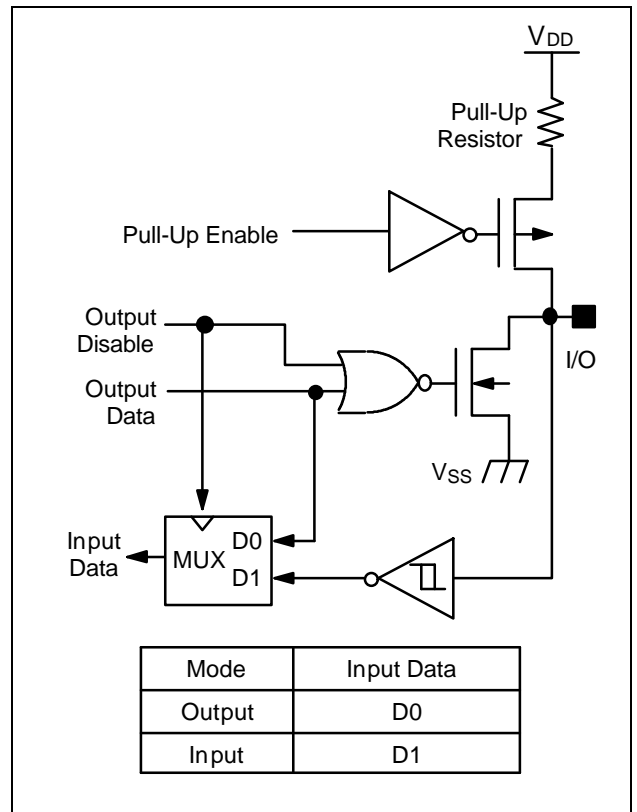 VDD
Pull-Up
Resistor
Pull-Up Enable
Output
Disable
Output
Data
I/O
VSS
Input
Data
MUX
D0
D1
Mode Input Data
Output D0
Input D1